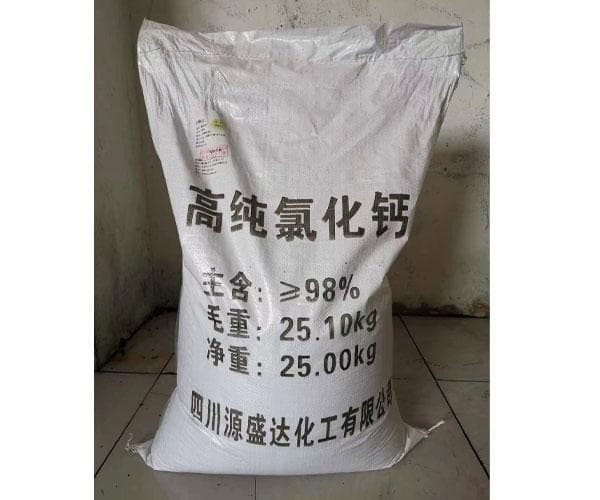 高纯氯化钙
主含：≥98%
毛重：25.10kg
净重：25.00kg
四川源盛达化工有限公司